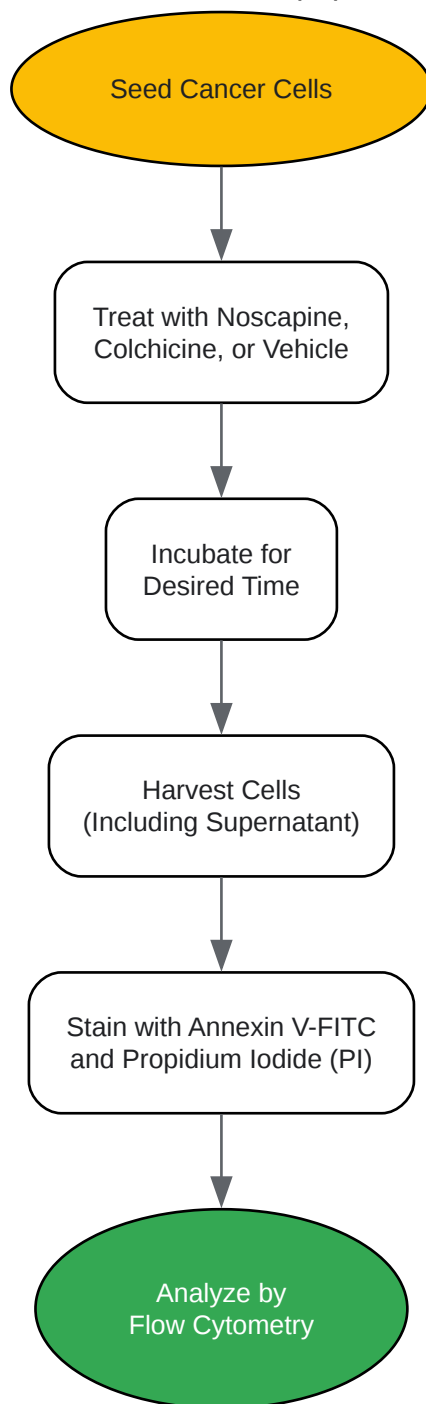 Seed Cancer Cells
Treat with Noscapine,
Colchicine, or Vehicle
Incubate for
Desired Time
Harvest Cells
(Including Supernatant)
Stain with Annexin V-FITC
and Propidium Iodide (PI)
Analyze by
Flow Cytometry